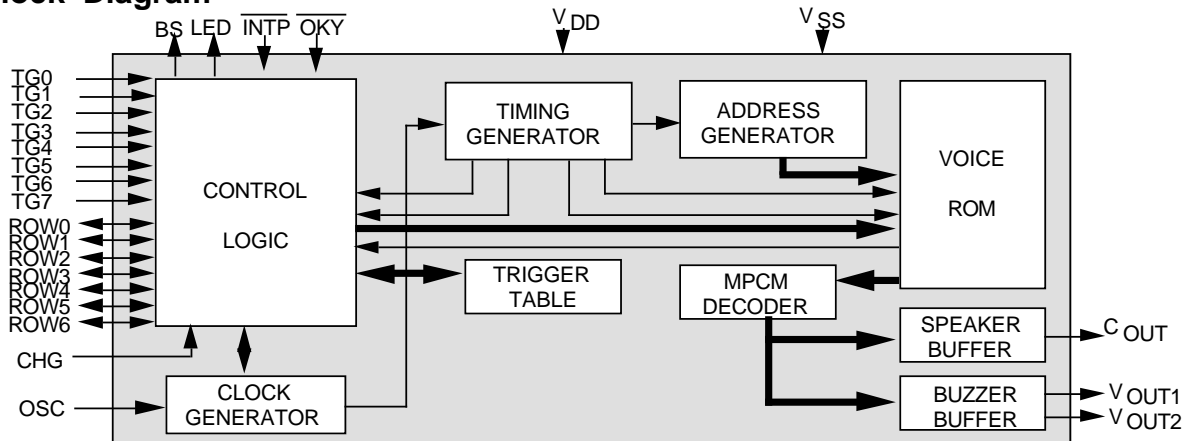 lock Diagram
BS LED INTP OKY
VDD
VSS
TG0
TG1
TG2
TG3
TG4
TG5
TG6
TG7
ROW0
ROW1
ROW2
ROW3
ROW4
ROW5
ROW6
CHG
OSC
CONTROL
LOGIC
TIMING
GENERATOR
ADDRESS
GENERATOR
VOICE
ROM
TRIGGER
TABLE
MPCM
DECODER
CLOCK
GENERATOR
SPEAKER
BUFFER
BUZZER
BUFFER
COUT
VOUT1
VOUT2